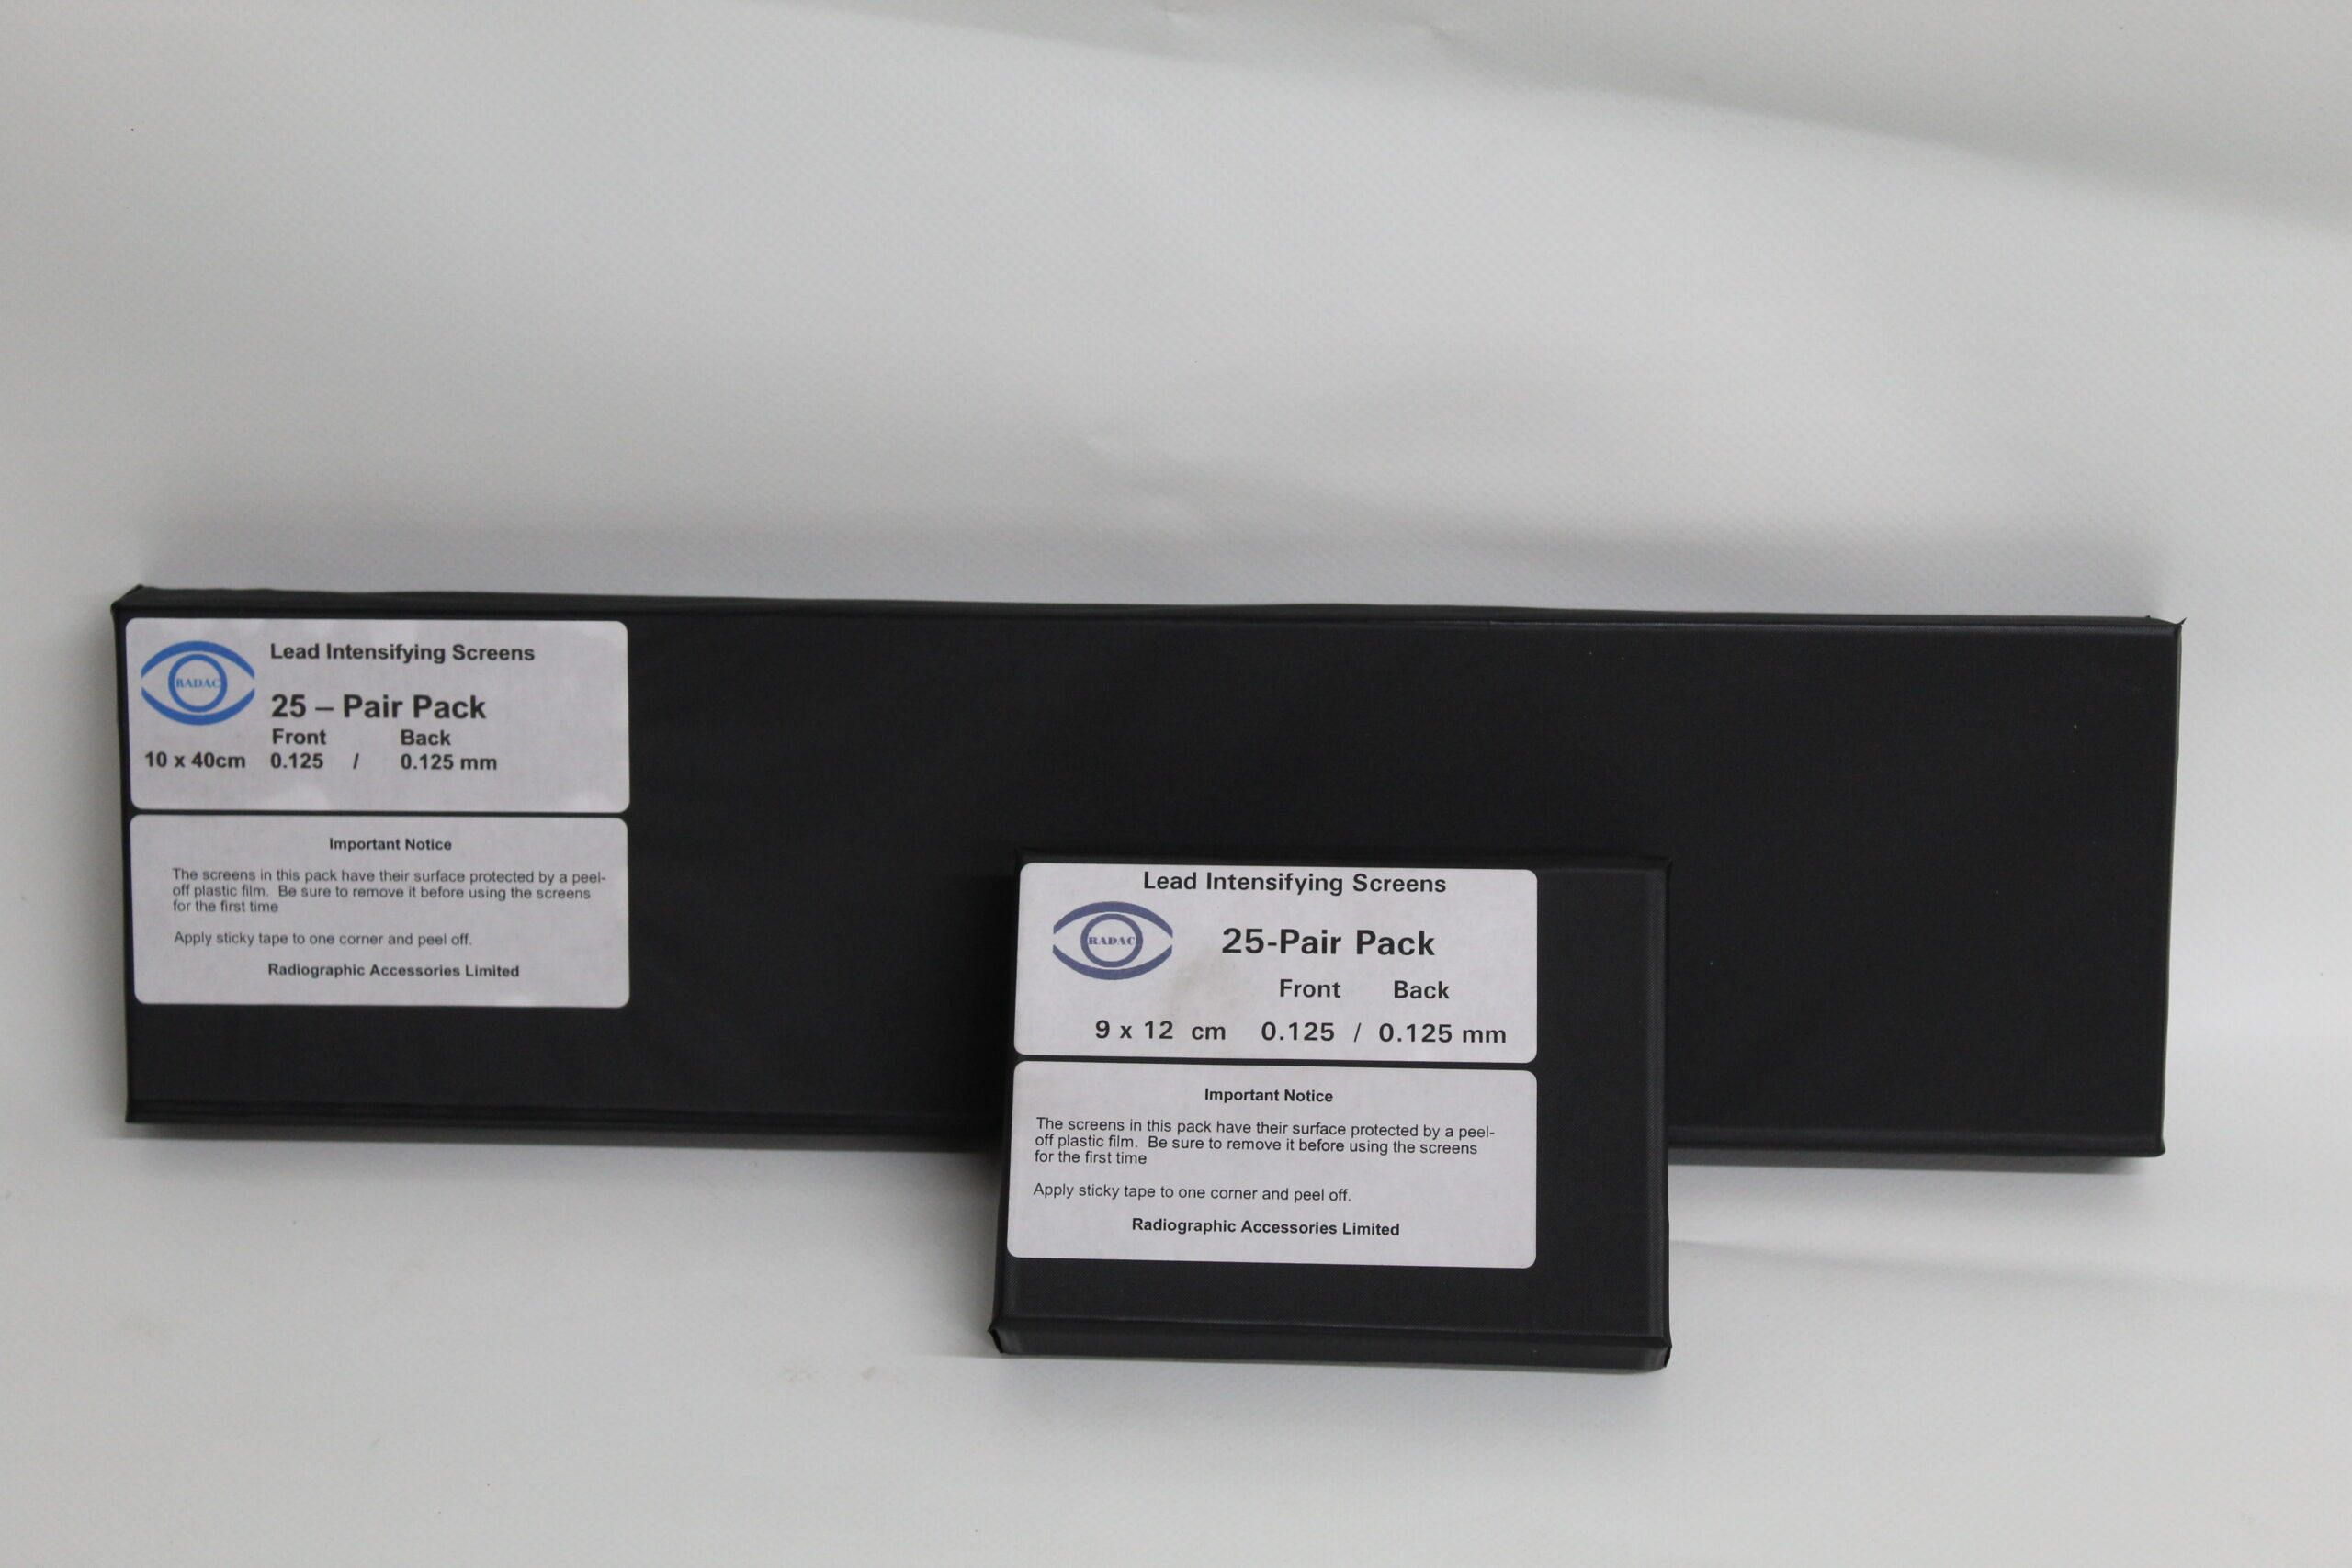 Lead Intensifying Screens
RADAC
25 – Pair Pack
Front Back
10 x 40cm 0.125 / 0.125 mm
Important Notice
The screens in this pack have their surface protected by a peel-
off plastic film. Be sure to remove it before using the screens
for the first time
Apply sticky tape to one corner and peel off.
Radiographic Accessories Limited
Lead Intensifying Screens
RADAC
25-Pair Pack
Front Back
9 x 12 cm 0.125 / 0.125 mm
Important Notice
The screens in this pack have their surface protected by a peel-
off plastic film. Be sure to remove it before using the screens
for the first time
Apply sticky tape to one corner and peel off.
Radiographic Accessories Limited